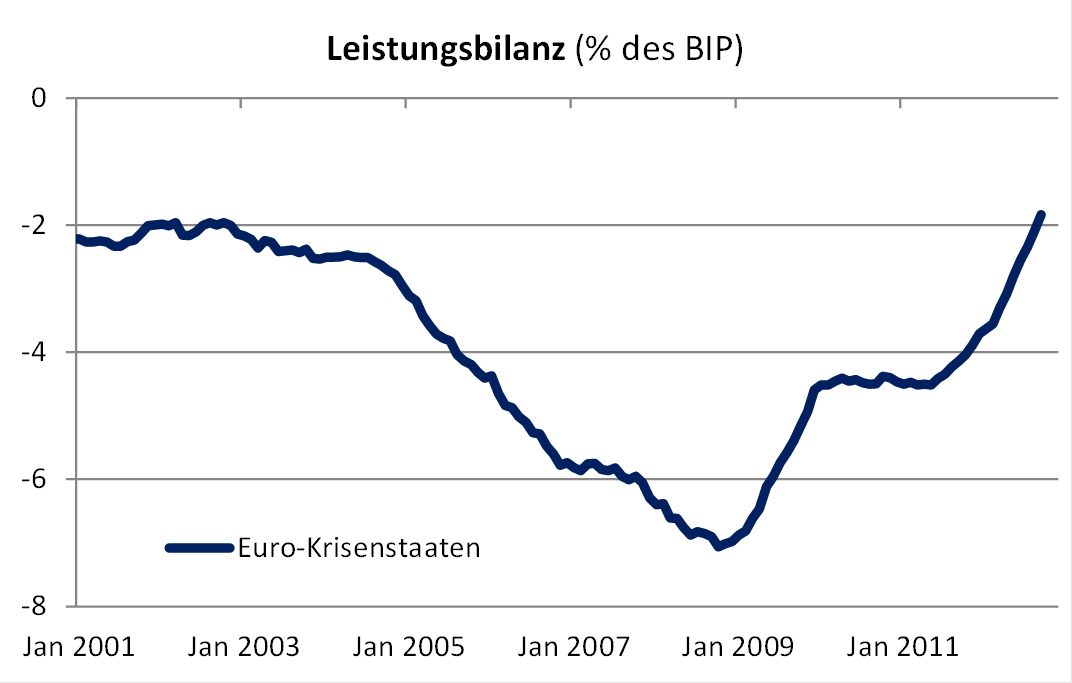 Leistungsbilanz (% des BIP)
0
-2
-4
-6
-8
Euro-Krisenstaaten
Jan 2001 Jan 2003 Jan 2005 Jan 2007 Jan 2009 Jan 2011